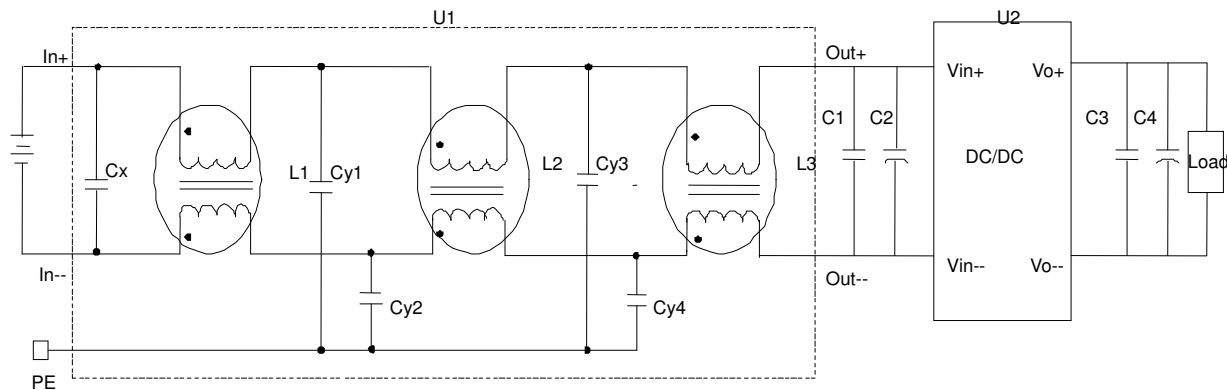 U1
U2
In+
Out+
Vin+
Vo+
C1
C2
C3
C4
Cx
L1
Cy1
L2
Cy3
L3
DC/DC
Load
In--
Out--
Vin--
Vo--
Cy2
Cy4
PE